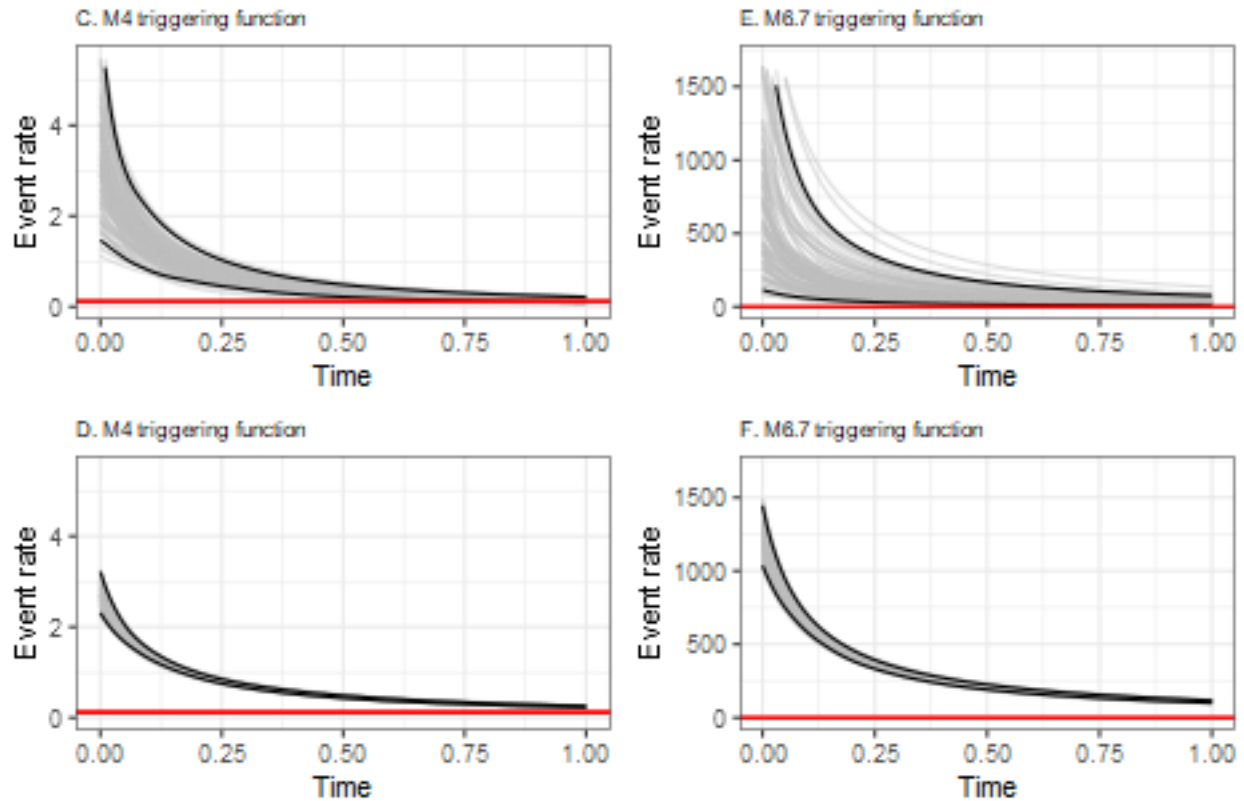 C. M4 triggering function
Event rate
4
2
0
0.00 0.25 0.50 0.75 1.00
Time
E. M6.7 triggering function
Event rate
1500
1000
500
0
0.00 0.25 0.50 0.75 1.00
Time
D. M4 triggering function
Event rate
4
2
0
0.00 0.25 0.50 0.75 1.00
Time
F. M6.7 triggering function
Event rate
1500
1000
500
0
0.00 0.25 0.50 0.75 1.00
Time